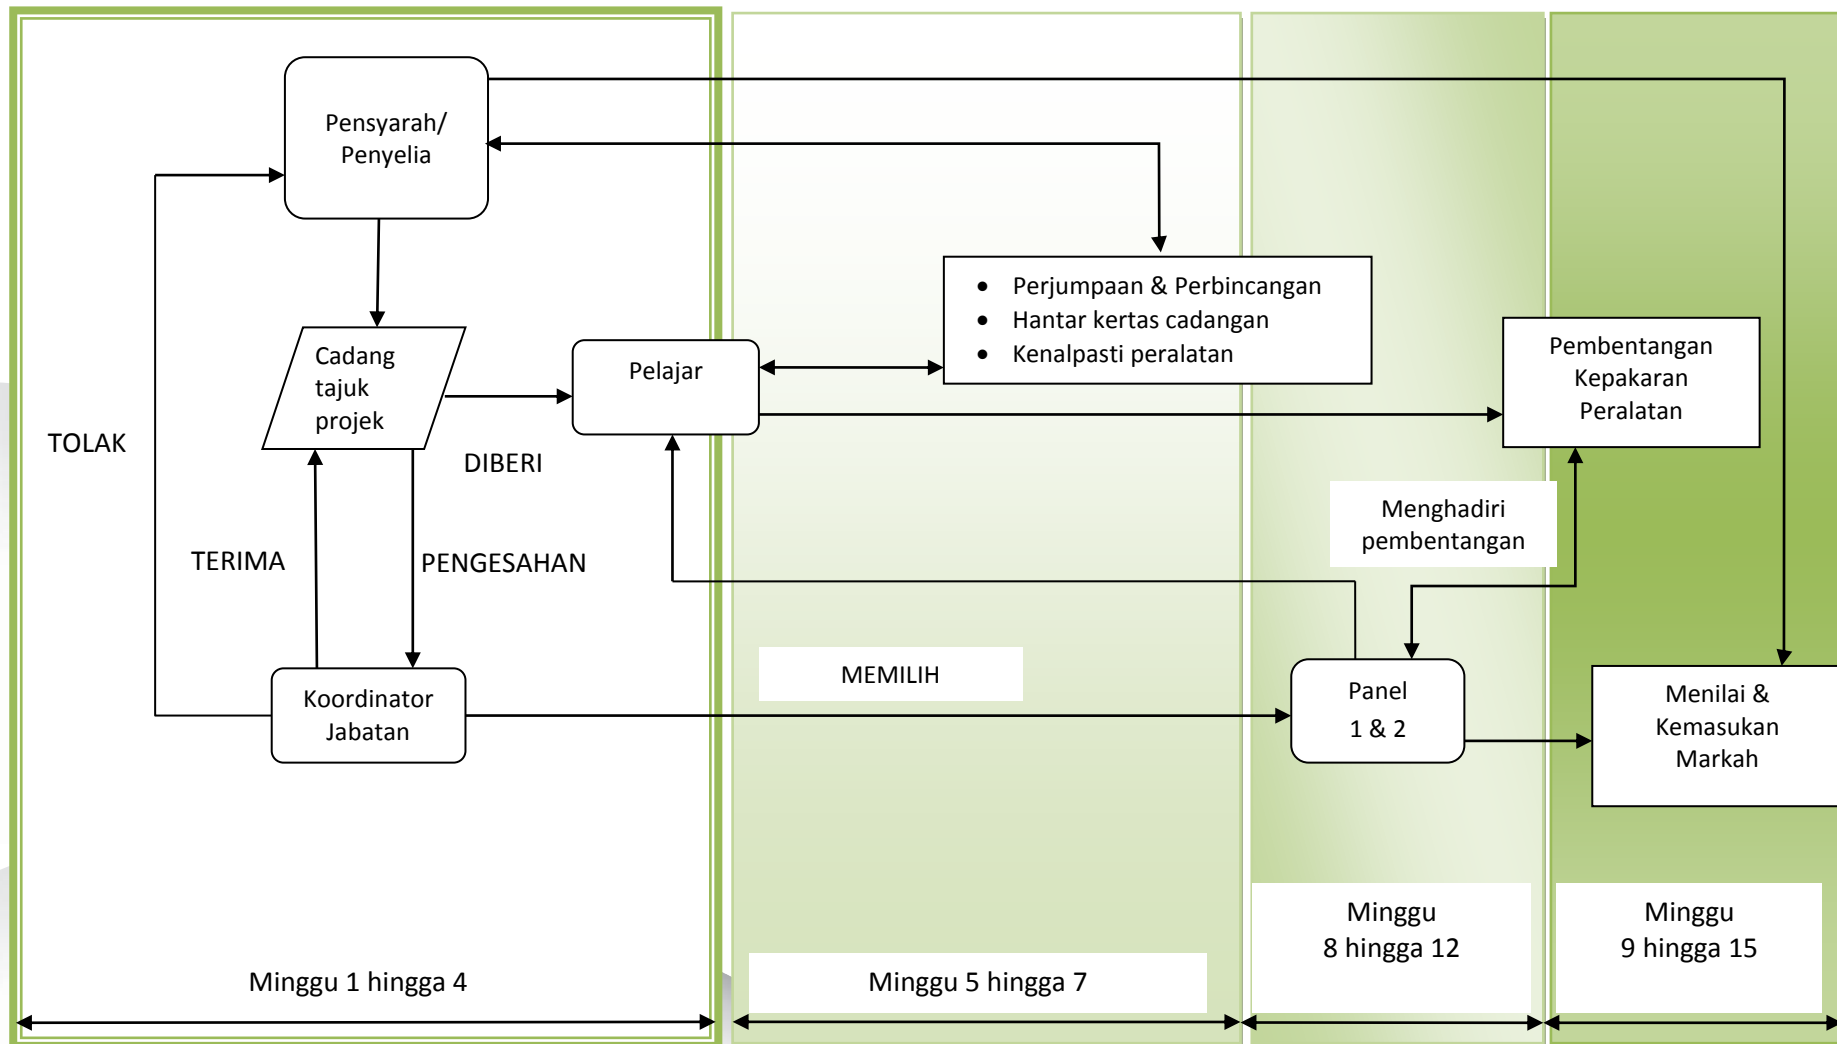 Pensyarah/
Penyelia
Cadang
tajuk
projek
TOLAK
DIBERI
TERIMA
PENGESAHAN
Koordinator
Jabatan
Pelajar
• Perjumpaan & Perbincangan
• Hantar kertas cadangan
• Kenalpasti peralatan
MEMILIH
Menghadiri
pembentangan
Panel
1 & 2
Pembentangan
Kepakaran
Peralatan
Menilai &
Kemasukan
Markah
Minggu 1 hingga 4
Minggu 5 hingga 7
Minggu
8 hingga 12
Minggu
9 hingga 15